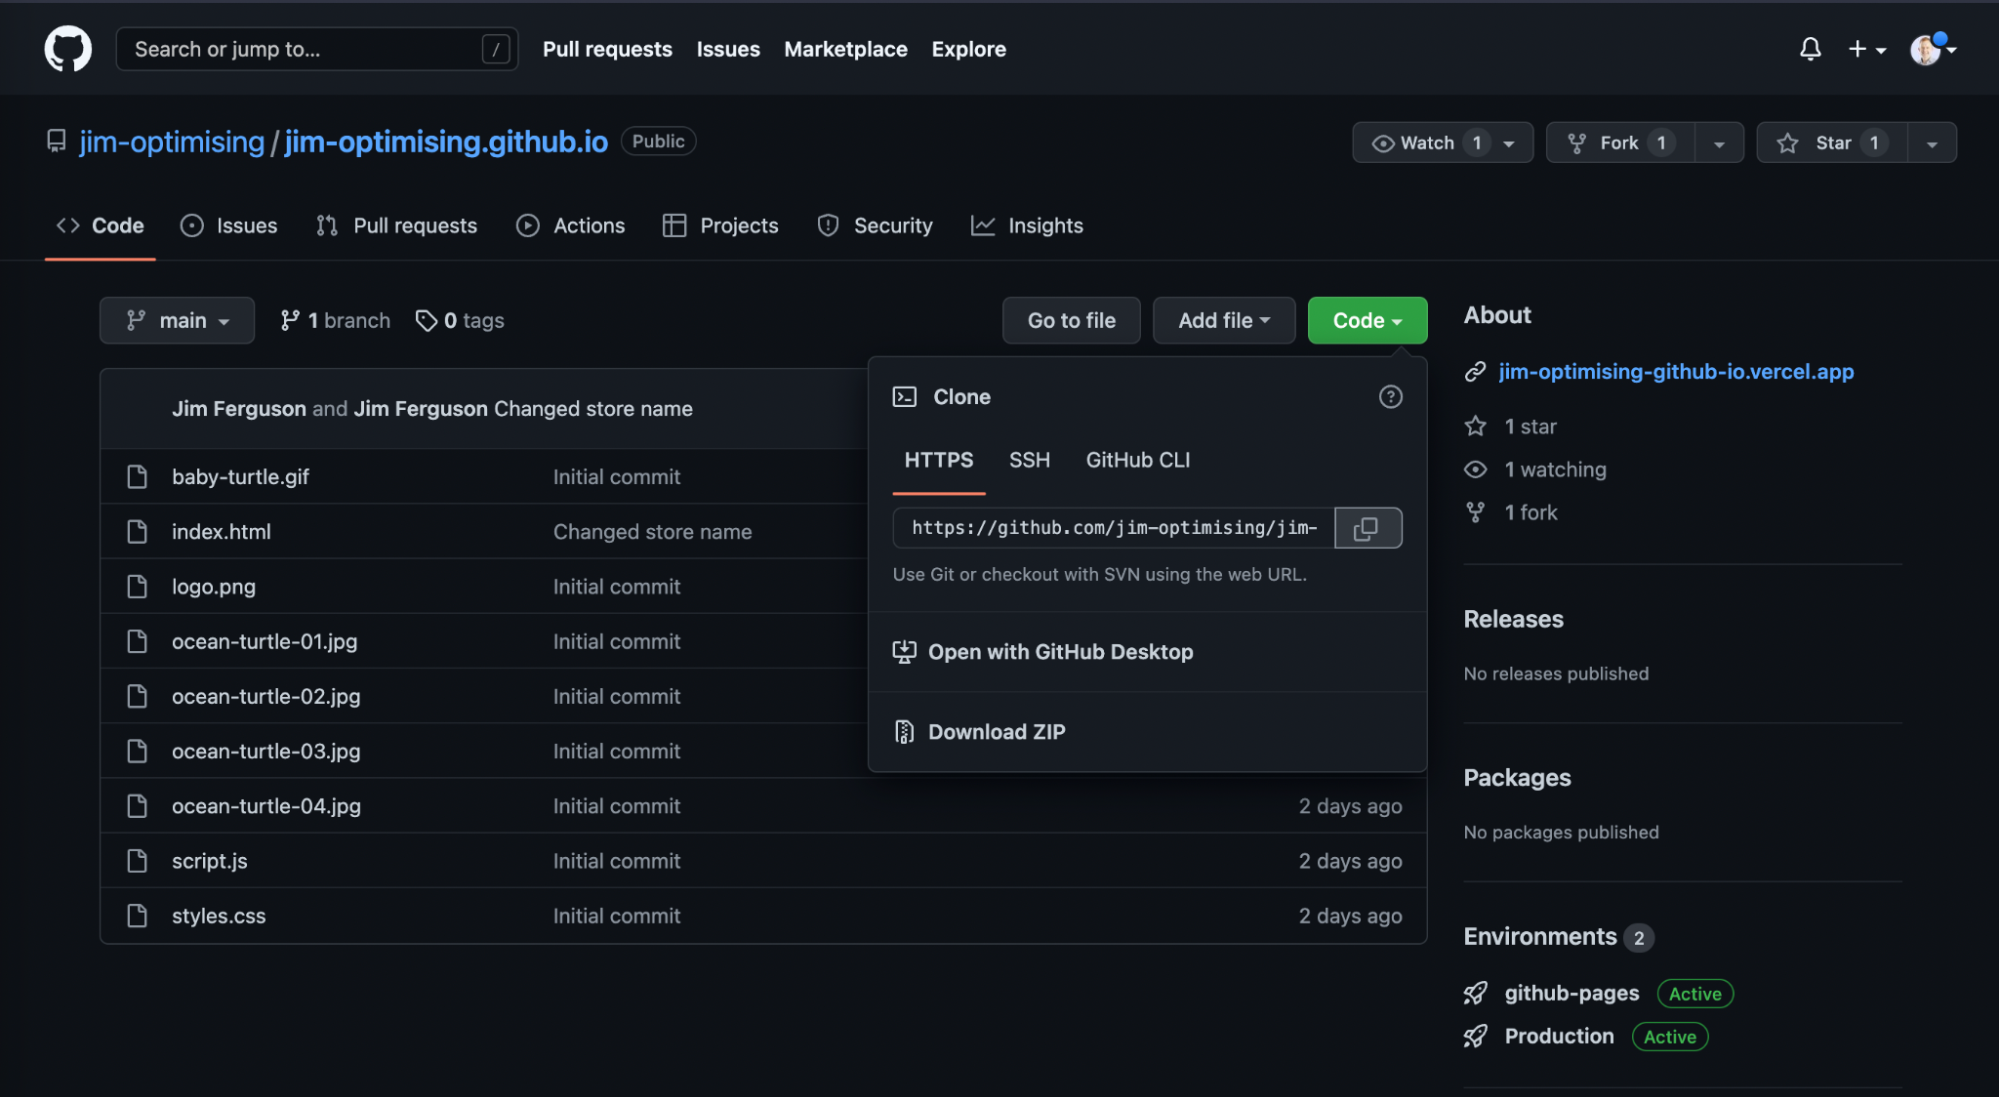 Search or jump to... /
Pull requests Issues Marketplace Explore
jim-optimising / jim-optimising.github.io Public
Watch 1 Fork 1 Star 1
Code Issues Pull requests Actions Projects Security Insights
main 1 branch 0 tags Go to file Add file Code
Jim Ferguson and Jim Ferguson Changed store name
baby-turtle.gif Initial commit
index.html Changed store name
logo.png Initial commit
ocean-turtle-01.jpg Initial commit
ocean-turtle-02.jpg Initial commit
ocean-turtle-03.jpg Initial commit
ocean-turtle-04.jpg Initial commit 2 days ago
script.js Initial commit 2 days ago
styles.css Initial commit 2 days ago
Clone
HTTPS SSH GitHub CLI
https://github.com/jim-optimising/jim-
Use Git or checkout with SVN using the web URL.
Open with GitHub Desktop
Download ZIP
About
jim-optimising-github-io.vercel.app
1 star
1 watching
1 fork
Releases
No releases published
Packages
No packages published
Environments 2
github-pages Active
Production Active